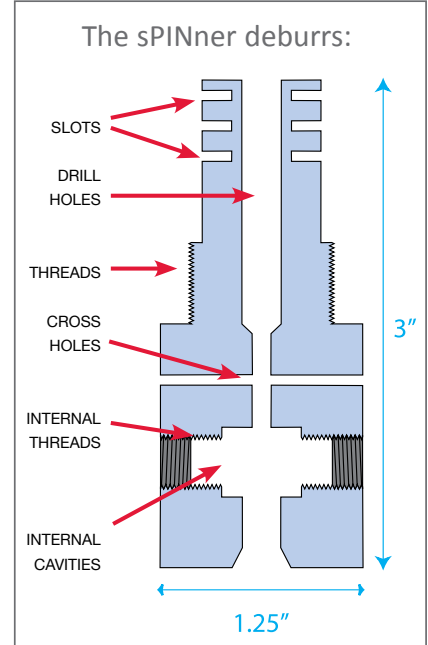 The sPINner deburrs:
SLOTS
DRILL
HOLES
THREADS
CROSS
HOLES
3”
INTERNAL
THREADS
INTERNAL
CAVITIES
1.25”